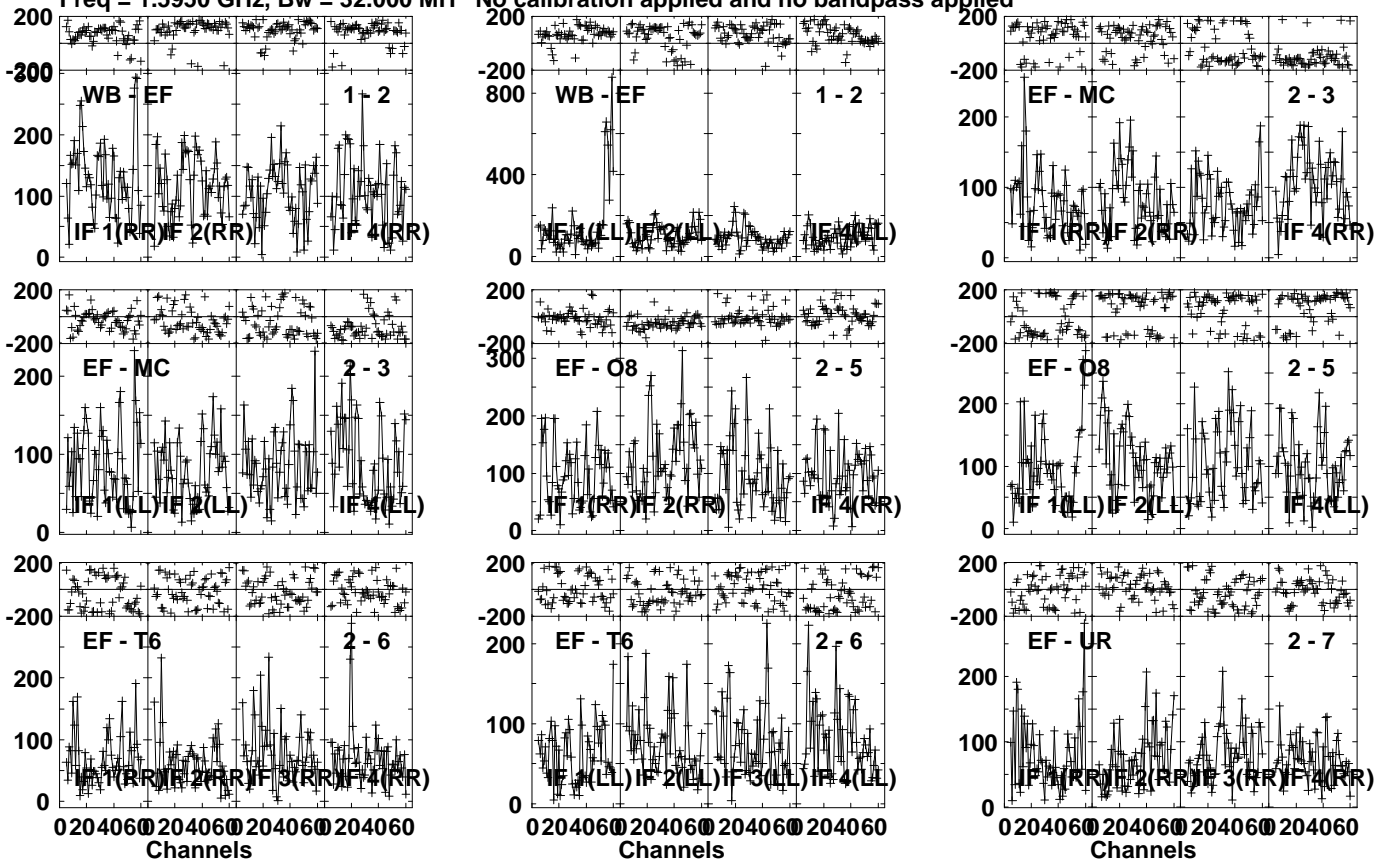 Freq = 1.5950 GHz, Bw = 32.000 MH No calibration applied and no bandpass applied
200
-200
300
200
100
0
WB - EF 1 - 2
IF 1(RR) IF 2(RR) IF 4(RR)
200
-200
800
400
0
WB - EF 1 - 2
IF 1(LL) IF 2(LL) IF 4(LL)
200
-200
200
100
0
EF - MC 2 - 3
IF 1(RR) IF 2(RR) IF 4(RR)
200
-200
200
100
0
EF - MC 2 - 3
IF 1(LL) IF 2(LL) IF 4(LL)
200
-200
300
200
100
0
EF - O8 2 - 5
IF 1(RR) IF 2(RR) IF 4(RR)
200
-200
200
100
0
EF - O8 2 - 5
IF 1(LL) IF 2(LL) IF 4(LL)
200
-200
200
100
0
EF - T6 2 - 6
IF 1(RR) IF 2(RR) IF 3(RR) IF 4(RR)
0 20 40 60 0 20 40 60 0 20 40 60 0 20 40 60
Channels
200
-200
200
100
0
EF - T6 2 - 6
IF 1(LL) IF 2(LL) IF 3(LL) IF 4(LL)
0 20 40 60 0 20 40 60 0 20 40 60 0 20 40 60
Channels
200
-200
200
100
0
EF - UR 2 - 7
IF 1(RR) IF 2(RR) IF 3(RR) IF 4(RR)
0 20 40 60 0 20 40 60 0 20 40 60 0 20 40 60
Channels